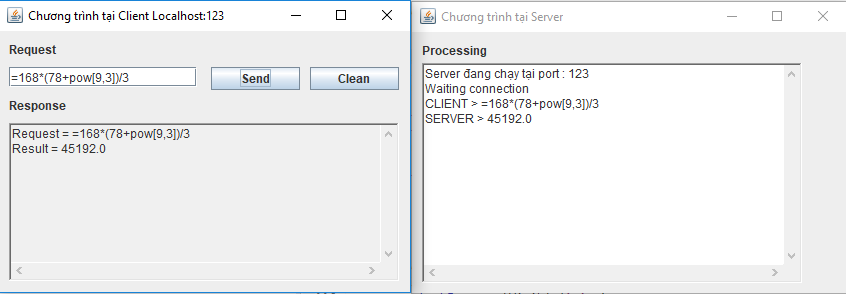 Chương trình tại Client Localhost:123
Request
=168*(78+pow[9,3])/3
Send
Clean
Response
Request = =168*(78+pow[9,3])/3
Result = 45192.0
Chương trình tại Server
Processing
Server đang chạy tại port : 123
Waiting connection
CLIENT > =168*(78+pow[9,3])/3
SERVER > 45192.0